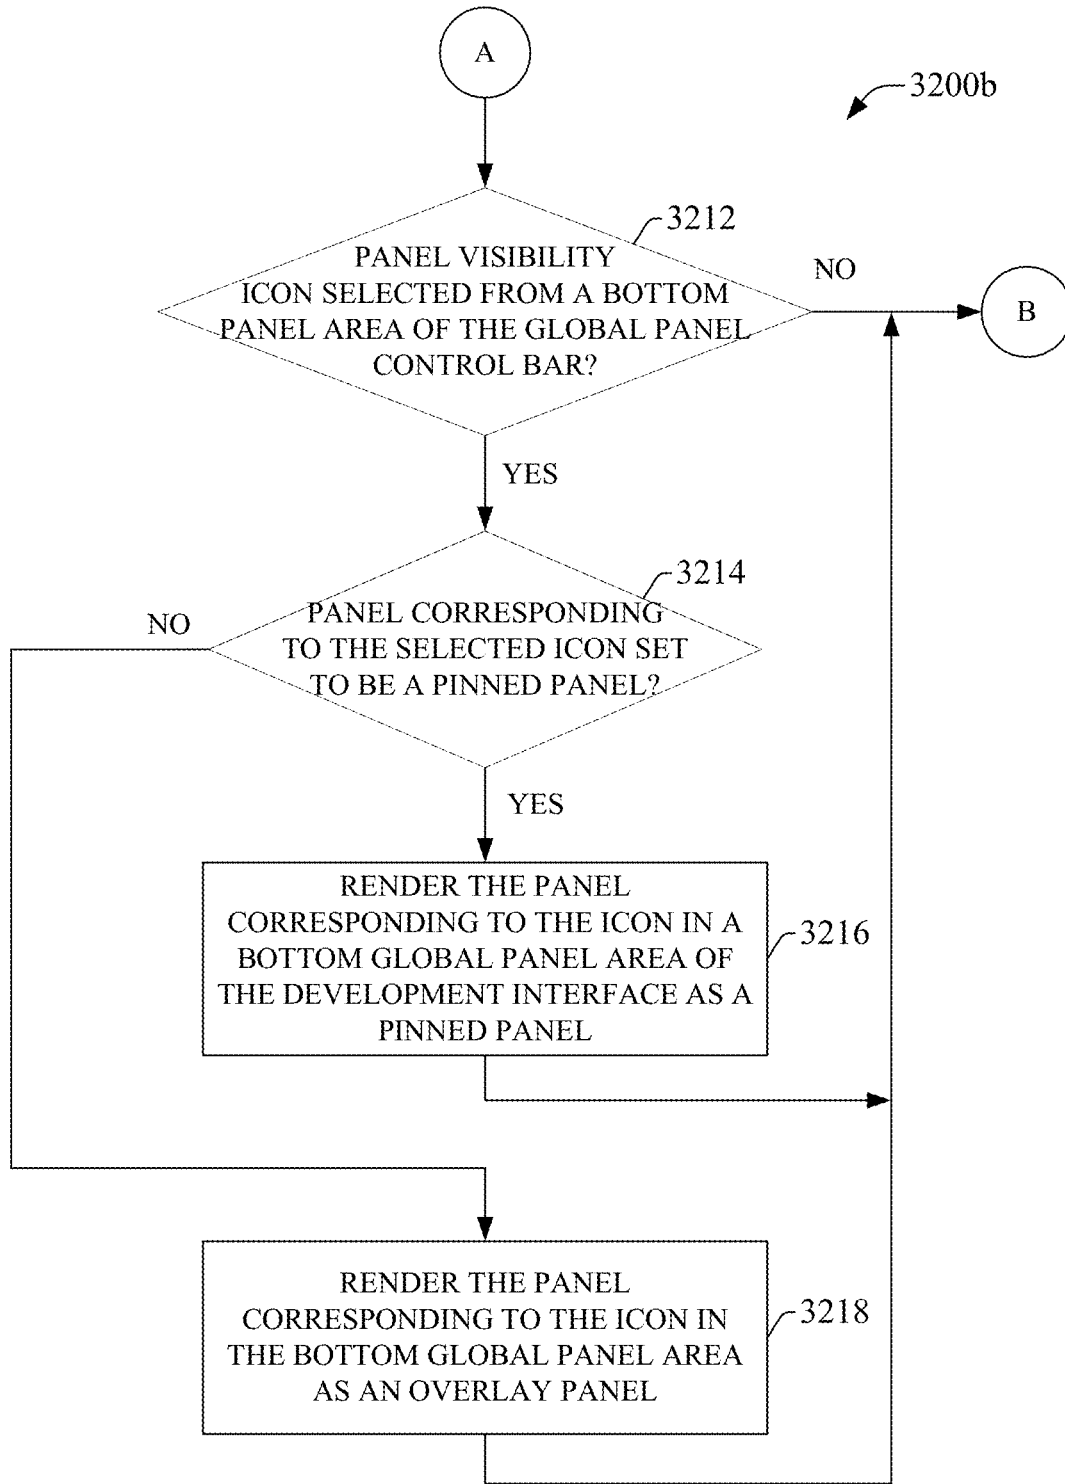 A
3200b
3212
PANEL VISIBILITY
ICON SELECTED FROM A BOTTOM
PANEL AREA OF THE GLOBAL PANEL
CONTROL BAR?
NO
B
YES
3214
NO
PANEL CORRESPONDING
TO THE SELECTED ICON SET
TO BE A PINNED PANEL?
YES
RENDER THE PANEL
CORRESPONDING TO THE ICON IN A
BOTTOM GLOBAL PANEL AREA OF
THE DEVELOPMENT INTERFACE AS A
PINNED PANEL
3216
RENDER THE PANEL
CORRESPONDING TO THE ICON IN
THE BOTTOM GLOBAL PANEL AREA
AS AN OVERLAY PANEL
3218